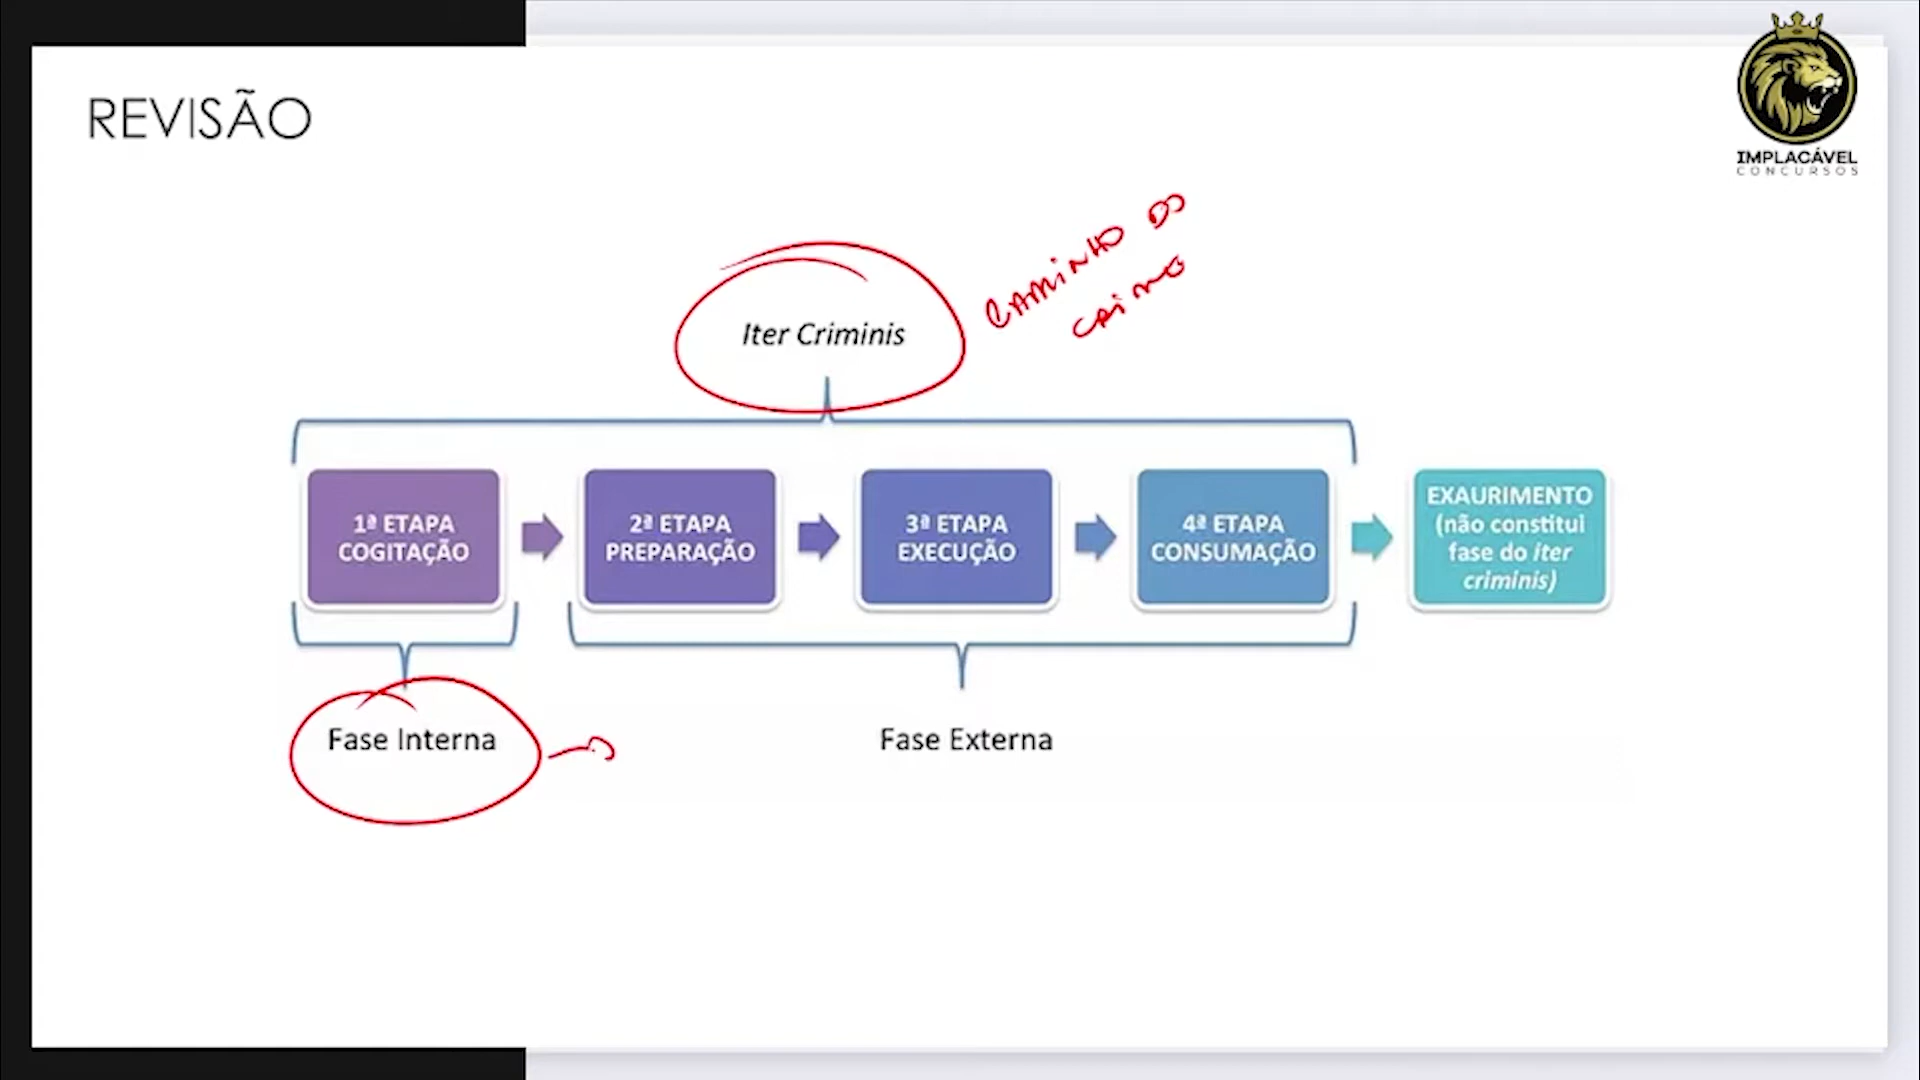 REVISÃO
IMPLACÁVEL
CONCURSOS
CAMINHO DO
CRIME
Iter Criminis
1ª ETAPA
COGITAÇÃO
2ª ETAPA
PREPARAÇÃO
3ª ETAPA
EXECUÇÃO
4ª ETAPA
CONSUMAÇÃO
EXAURIMENTO
(não constitui
fase do iter
criminis)
Fase Interna
Fase Externa